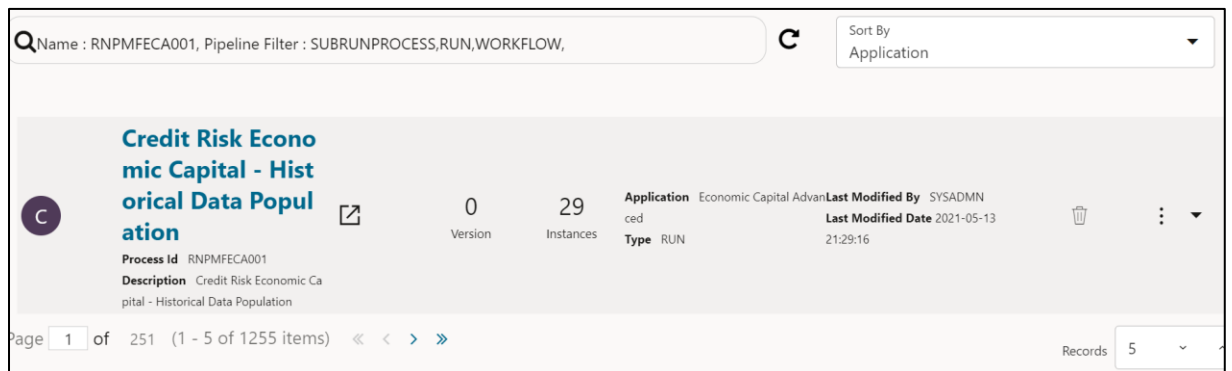 Name : RNPMFECA001, Pipeline Filter : SUBRUNPROCESS,RUN,WORKFLOW,
Sort By
Application
C
Credit Risk Econo
mic Capital - Hist
orical Data Popul
ation
Process Id RNPMFECA001
Description Credit Risk Economic Ca
pital - Historical Data Population
0
Version
29
Instances
Application Economic Capital Advan
ced
Type RUN
Last Modified By SYSADMN
Last Modified Date 2021-05-13
21:29:16
Page 1 of 251 (1 - 5 of 1255 items)
Records 5